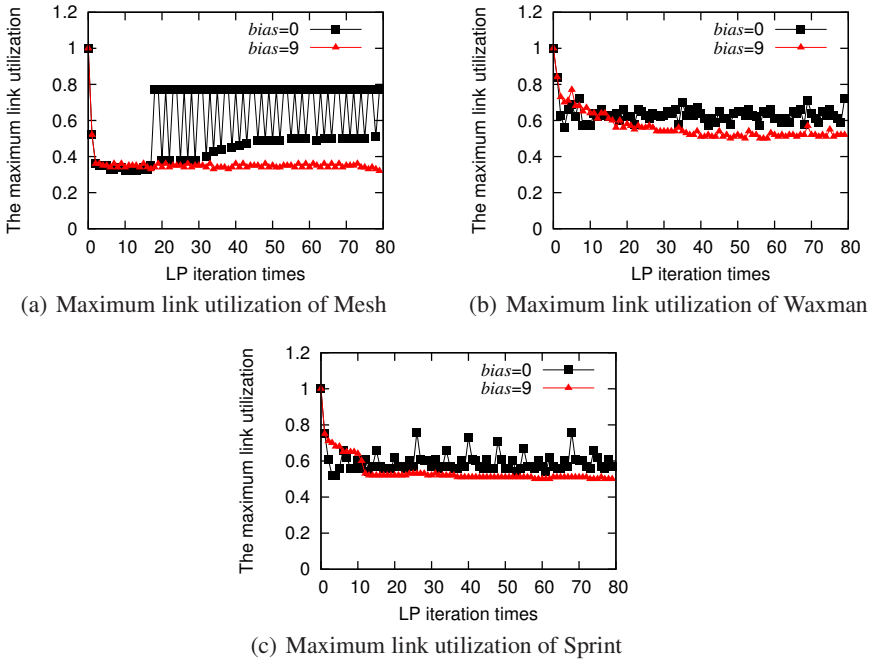 The maximum link utilization
1.2
1
0.8
0.6
0.4
0.2
0
bias=0
bias=9
0 10 20 30 40 50 60 70 80
LP iteration times
(a) Maximum link utilization of Mesh
The maximum link utilization
1.2
1
0.8
0.6
0.4
0.2
0
bias=0
bias=9
0 10 20 30 40 50 60 70 80
LP iteration times
(b) Maximum link utilization of Waxman
The maximum link utilization
1.2
1
0.8
0.6
0.4
0.2
0
bias=0
bias=9
0 10 20 30 40 50 60 70 80
LP iteration times
(c) Maximum link utilization of Sprint